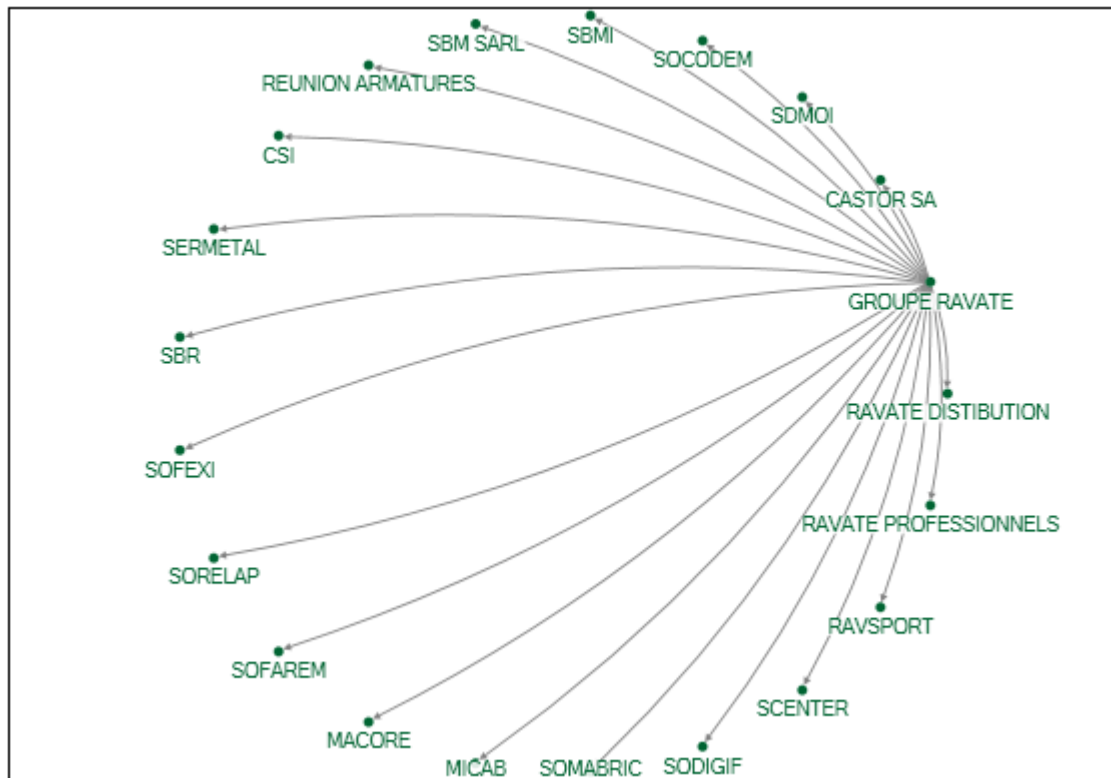 SBMI
SBM SARL
SOCODEM
REUNION ARMATURES
SDMOI
CSI
CASTOR SA
SERMETAL
GROUPE RAVATE
SBR
RAVATE DISTIBUTION
SOFEXI
RAVATE PROFESSIONNELS
SORELAP
RAVSPORT
SOFAREM
SCENTER
MACORE
MICAB
SOMABRIC
SODIGIF